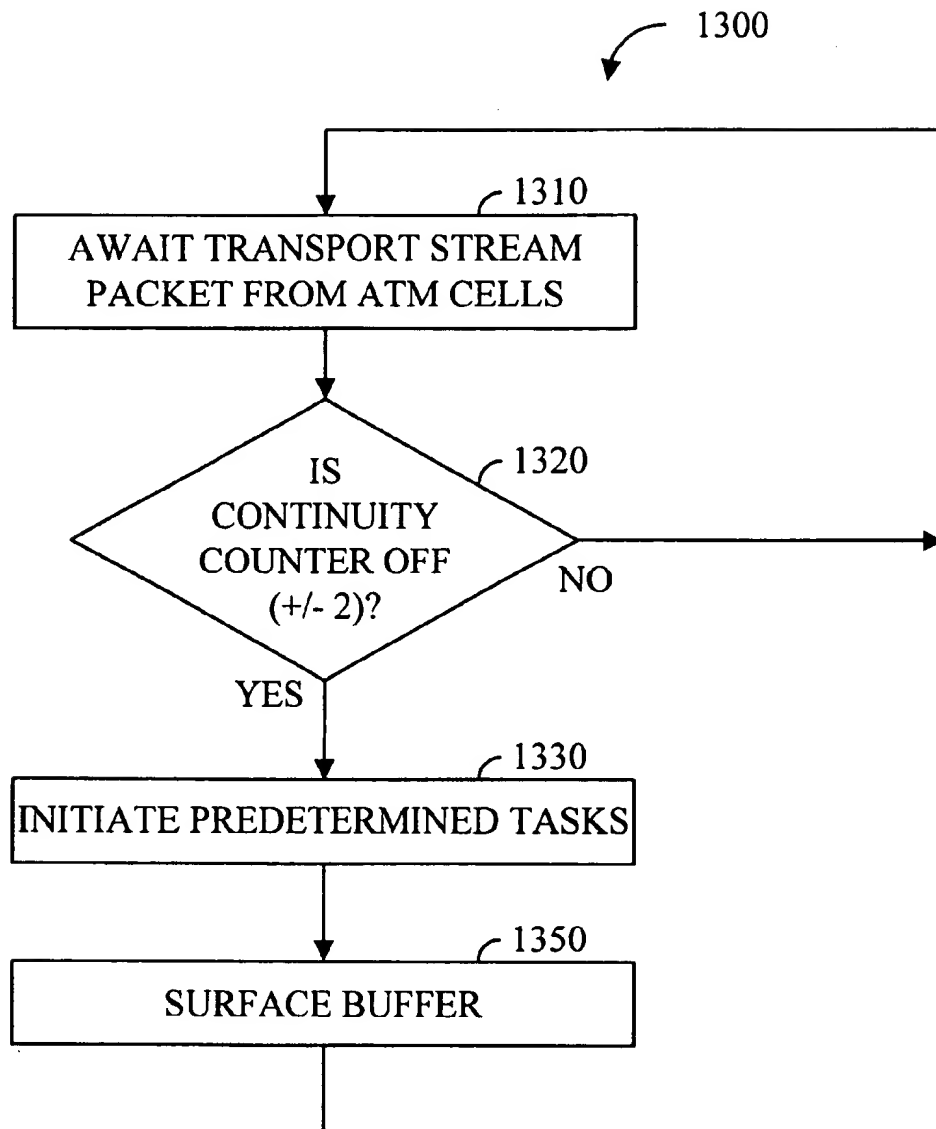 1300
1310
AWAIT TRANSPORT STREAM
PACKET FROM ATM CELLS
1320
IS
CONTINUITY
COUNTER OFF
(+/- 2)?
NO
YES
1330
INITIATE PREDETERMINED TASKS
1350
SURFACE BUFFER